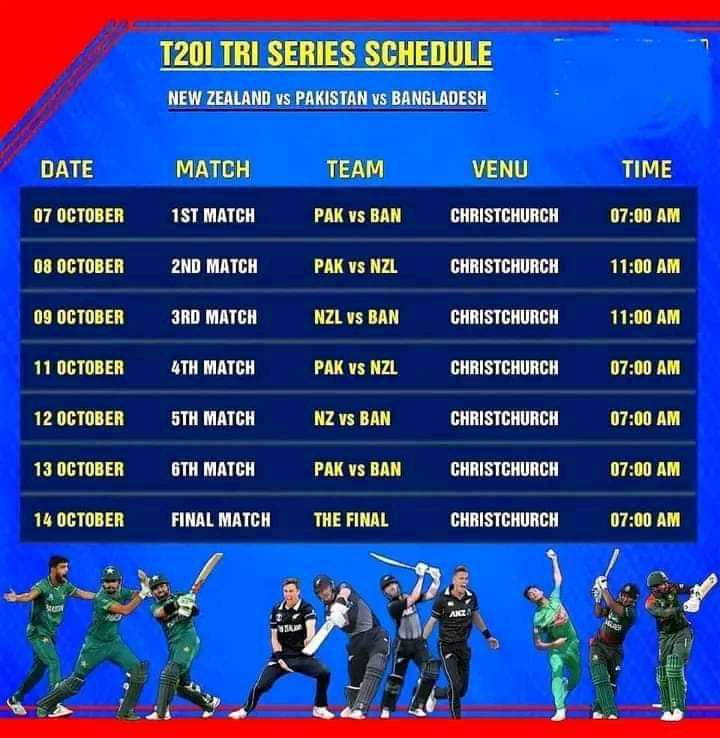 T20I TRI SERIES SCHEDULE
NEW ZEALAND vs PAKISTAN vs BANGLADESH
DATE MATCH TEAM VENU TIME
07 OCTOBER 1ST MATCH PAK vs BAN CHRISTCHURCH 07:00 AM
08 OCTOBER 2ND MATCH PAK vs NZL CHRISTCHURCH 11:00 AM
09 OCTOBER 3RD MATCH NZL vs BAN CHRISTCHURCH 11:00 AM
11 OCTOBER 4TH MATCH PAK vs NZL CHRISTCHURCH 07:00 AM
12 OCTOBER 5TH MATCH NZ vs BAN CHRISTCHURCH 07:00 AM
13 OCTOBER 6TH MATCH PAK vs BAN CHRISTCHURCH 07:00 AM
14 OCTOBER FINAL MATCH THE FINAL CHRISTCHURCH 07:00 AM
ANZ